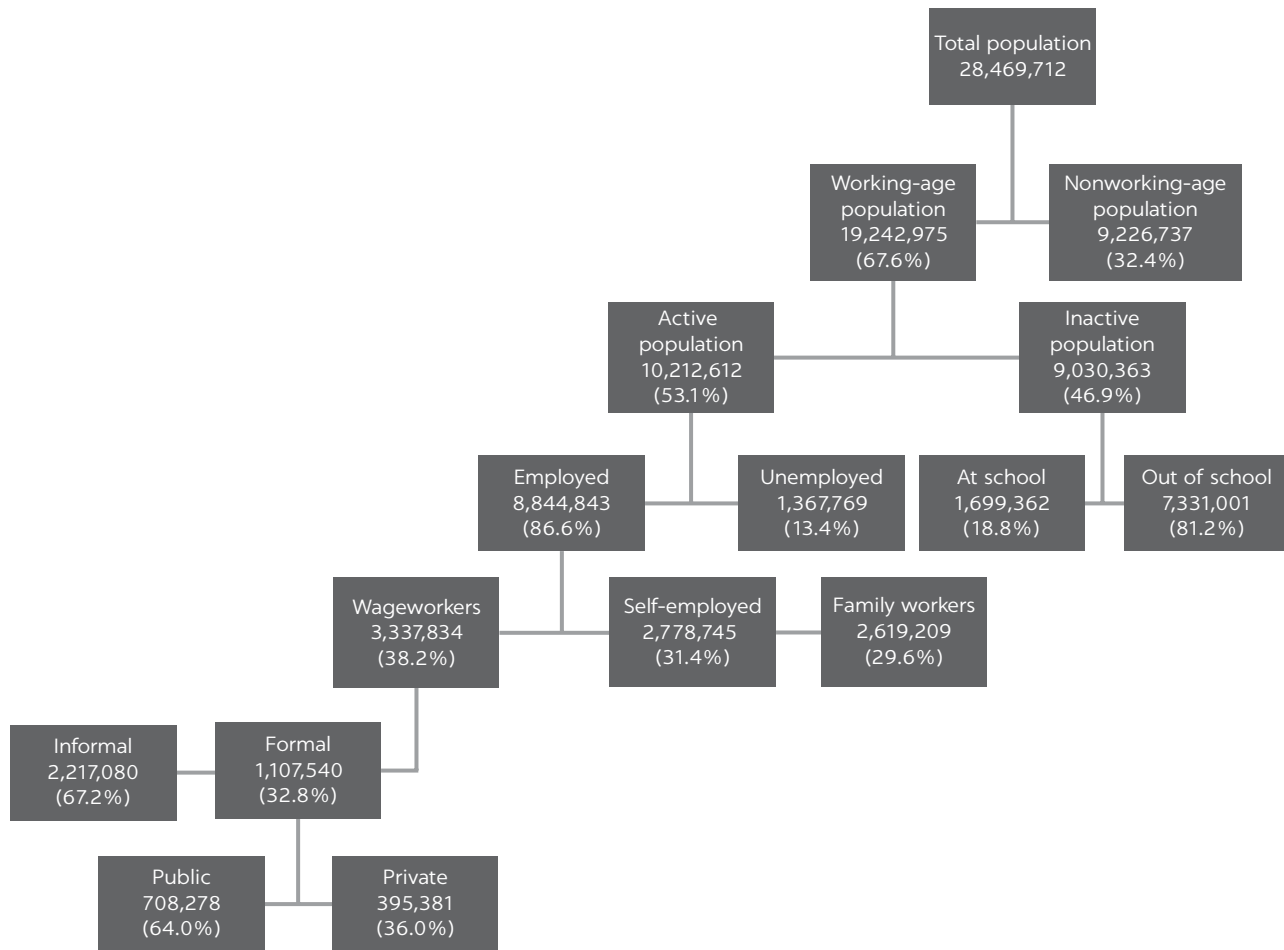 Total population
28,469,712
Working-age
population
19,242,975
(67.6%)
Nonworking-age
population
9,226,737
(32.4%)
Active
population
10,212,612
(53.1%)
Inactive
population
9,030,363
(46.9%)
Employed
8,844,843
(86.6%)
Unemployed
1,367,769
(13.4%)
At school
1,699,362
(18.8%)
Out of school
7,331,001
(81.2%)
Wageworkers
3,337,834
(38.2%)
Self-employed
2,778,745
(31.4%)
Family workers
2,619,209
(29.6%)
Informal
2,217,080
(67.2%)
Formal
1,107,540
(32.8%)
Public
708,278
(64.0%)
Private
395,381
(36.0%)